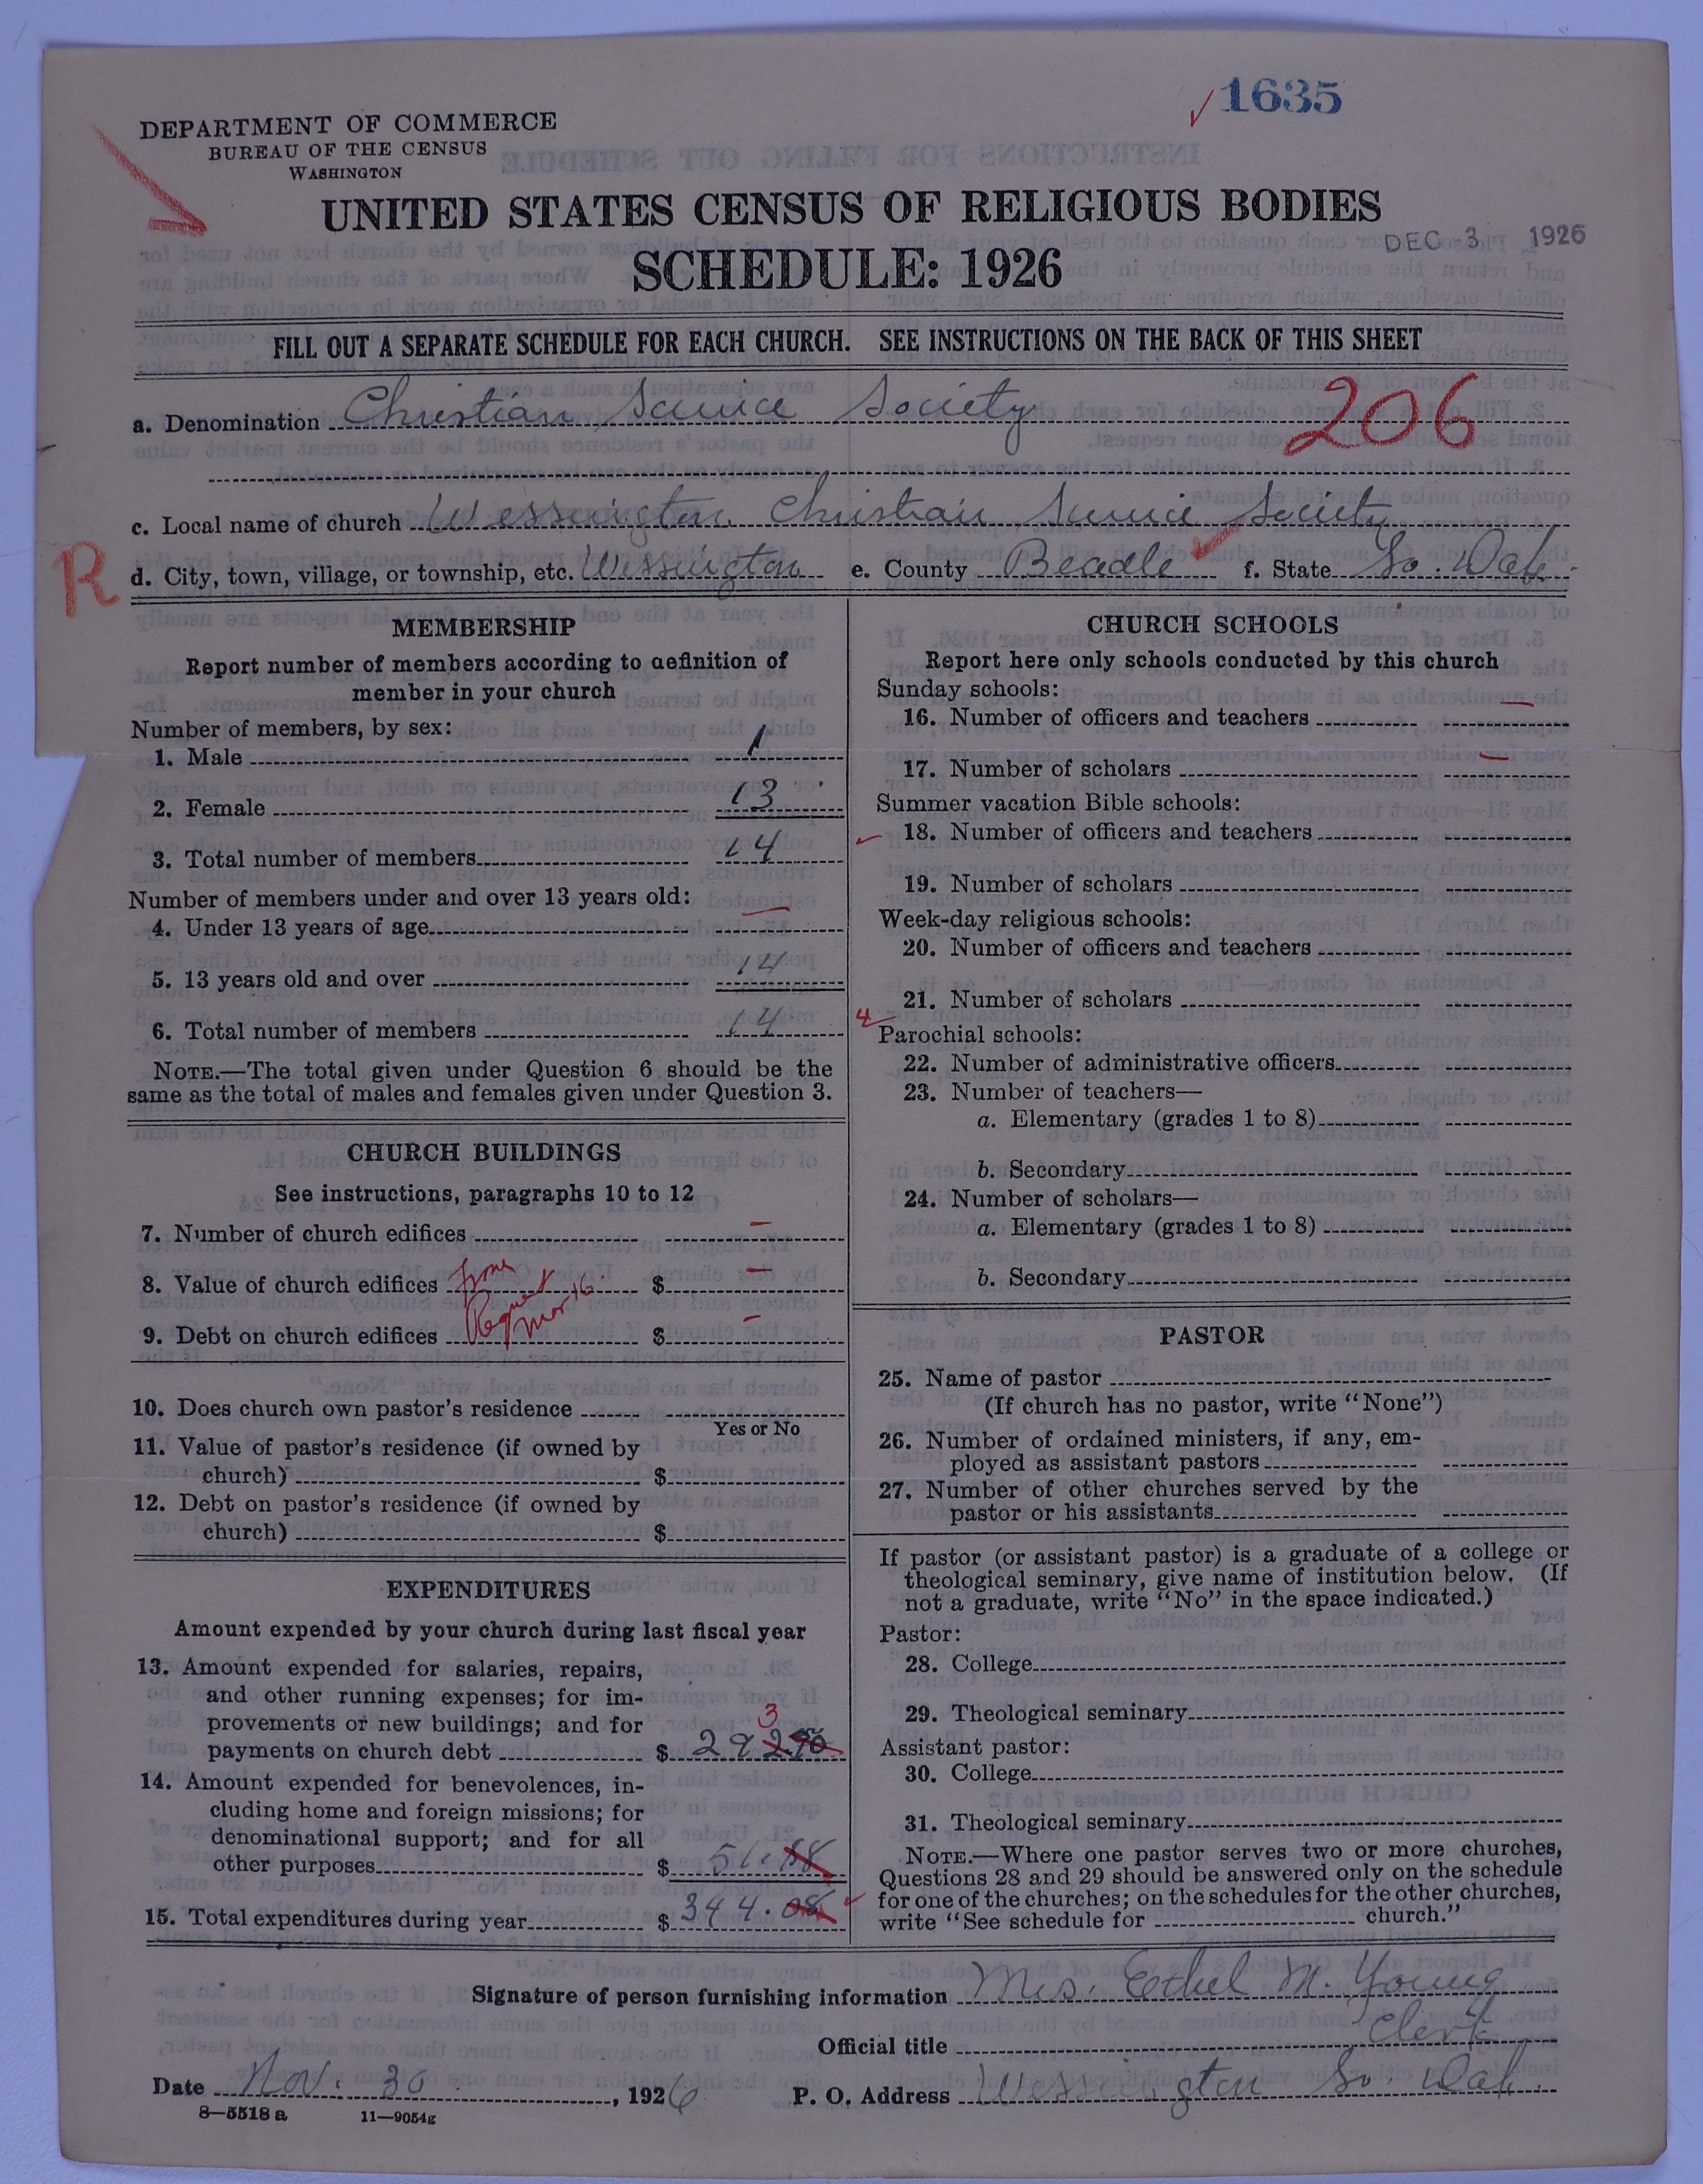 1635
DEPARTMENT OF COMMERCE
BUREAU OF THE CENSUS
WASHINGTON
UNITED STATES CENSUS OF RELIGIOUS BODIES
DEC -3 1926
SCHEDULE: 1926
FILL OUT A SEPARATE SCHEDULE FOR EACH CHURCH. SEE INSTRUCTIONS ON THE BACK OF THIS SHEET
a. Denomination Christian Science Society 206
c. Local name of church Wessington Christian Science Society
R
d. City, town, village, or township, etc. Wessington e. County Beadle f. State So. Dak.
MEMBERSHIP
Report number of members according to definition of
member in your church
Number of members, by sex:
1. Male 1
2. Female 13
3. Total number of members 14
Number of members under and over 13 years old:
4. Under 13 years of age —
5. 13 years old and over 14
6. Total number of members 14
NOTE.—The total given under Question 6 should be the
same as the total of males and females given under Question 3.
CHURCH BUILDINGS
See instructions, paragraphs 10 to 12
7. Number of church edifices —
8. Value of church edifices $ —
9. Debt on church edifices $ —
from
Request
Mar 16.
10. Does church own pastor's residence
Yes or No
11. Value of pastor's residence (if owned by
church) $
12. Debt on pastor's residence (if owned by
church) $
EXPENDITURES
Amount expended by your church during last fiscal year
13. Amount expended for salaries, repairs,
and other running expenses; for im-
provements or new buildings; and for
3
payments on church debt $ 292.90
14. Amount expended for benevolences, in-
cluding home and foreign missions; for
denominational support; and for all
other purposes $ 51.18
15. Total expenditures during year $ 344.08
CHURCH SCHOOLS
Report here only schools conducted by this church
Sunday schools:
16. Number of officers and teachers —
17. Number of scholars —
Summer vacation Bible schools:
18. Number of officers and teachers
19. Number of scholars
Week-day religious schools:
20. Number of officers and teachers
21. Number of scholars
4
Parochial schools:
22. Number of administrative officers
23. Number of teachers—
a. Elementary (grades 1 to 8)
b. Secondary
24. Number of scholars—
a. Elementary (grades 1 to 8)
b. Secondary
PASTOR
25. Name of pastor
(If church has no pastor, write "None")
26. Number of ordained ministers, if any, em-
ployed as assistant pastors
27. Number of other churches served by the
pastor or his assistants
If pastor (or assistant pastor) is a graduate of a college or
theological seminary, give name of institution below. (If
not a graduate, write "No" in the space indicated.)
Pastor:
28. College
29. Theological seminary
Assistant pastor:
30. College
31. Theological seminary
NOTE.—Where one pastor serves two or more churches,
Questions 28 and 29 should be answered only on the schedule
for one of the churches; on the schedules for the other churches,
write "See schedule for church."
Signature of person furnishing information Mrs. Ethel M. Young
Official title Clerk
Date Nov. 30, 1926 P. O. Address Wessington So. Dak.
8—5518 a 11—9054g